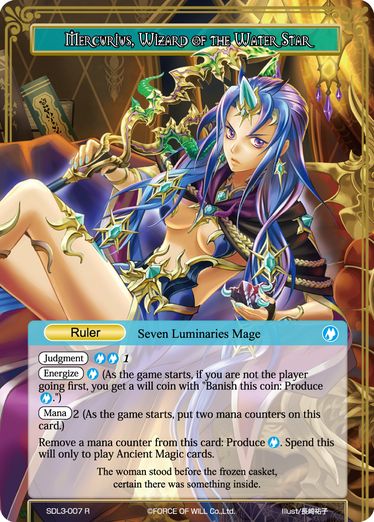 Mercurius, Wizard of the Water Star
Ruler
Seven Luminaries Mage
Judgment 1
Energize (As the game starts, if you are not the player
going first, you get a will coin with "Banish this coin: Produce
.")
Mana 2 (As the game starts, put two mana counters on
this card.)
Remove a mana counter from this card: Produce . Spend this
will only to play Ancient Magic cards.
The woman stood before the frozen casket,
certain there was something inside.
SDL3-007 R
©FORCE OF WILL Co.,Ltd.
Illust/長崎祐子